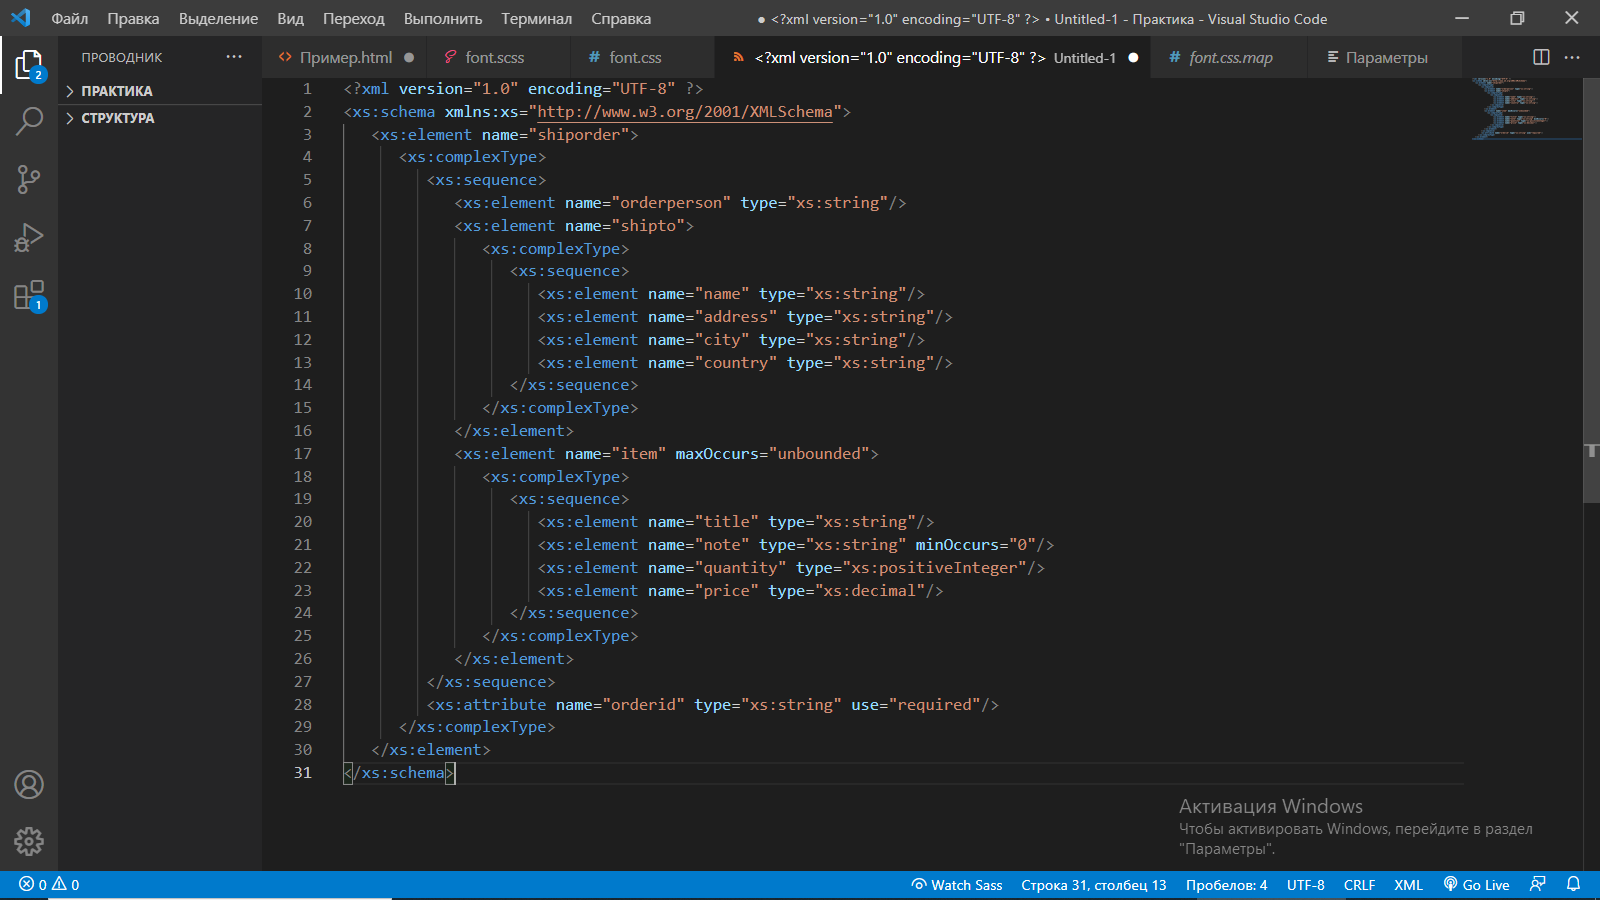 Файл Правка Выделение Вид Переход Выполнить Терминал Справка
● <?xml version="1.0" encoding="UTF-8" ?> • Untitled-1 - Практика - Visual Studio Code
ПРОВОДНИК ···
Пример.html ● font.scss # font.css <?xml version="1.0" encoding="UTF-8" ?> Untitled-1 ● # font.css.map Параметры ···
ПРАКТИКА
СТРУКТУРА
2
1
1 <?xml version="1.0" encoding="UTF-8" ?>
2 <xs:schema xmlns:xs="http://www.w3.org/2001/XMLSchema">
3 <xs:element name="shiporder">
4 <xs:complexType>
5 <xs:sequence>
6 <xs:element name="orderperson" type="xs:string"/>
7 <xs:element name="shipto">
8 <xs:complexType>
9 <xs:sequence>
10 <xs:element name="name" type="xs:string"/>
11 <xs:element name="address" type="xs:string"/>
12 <xs:element name="city" type="xs:string"/>
13 <xs:element name="country" type="xs:string"/>
14 </xs:sequence>
15 </xs:complexType>
16 </xs:element>
17 <xs:element name="item" maxOccurs="unbounded">
18 <xs:complexType>
19 <xs:sequence>
20 <xs:element name="title" type="xs:string"/>
21 <xs:element name="note" type="xs:string" minOccurs="0"/>
22 <xs:element name="quantity" type="xs:positiveInteger"/>
23 <xs:element name="price" type="xs:decimal"/>
24 </xs:sequence>
25 </xs:complexType>
26 </xs:element>
27 </xs:sequence>
28 <xs:attribute name="orderid" type="xs:string" use="required"/>
29 </xs:complexType>
30 </xs:element>
31 </xs:schema>
Активация Windows
Чтобы активировать Windows, перейдите в раздел
"Параметры".
0 0 Watch Sass Строка 31, столбец 13 Пробелов: 4 UTF-8 CRLF XML Go Live